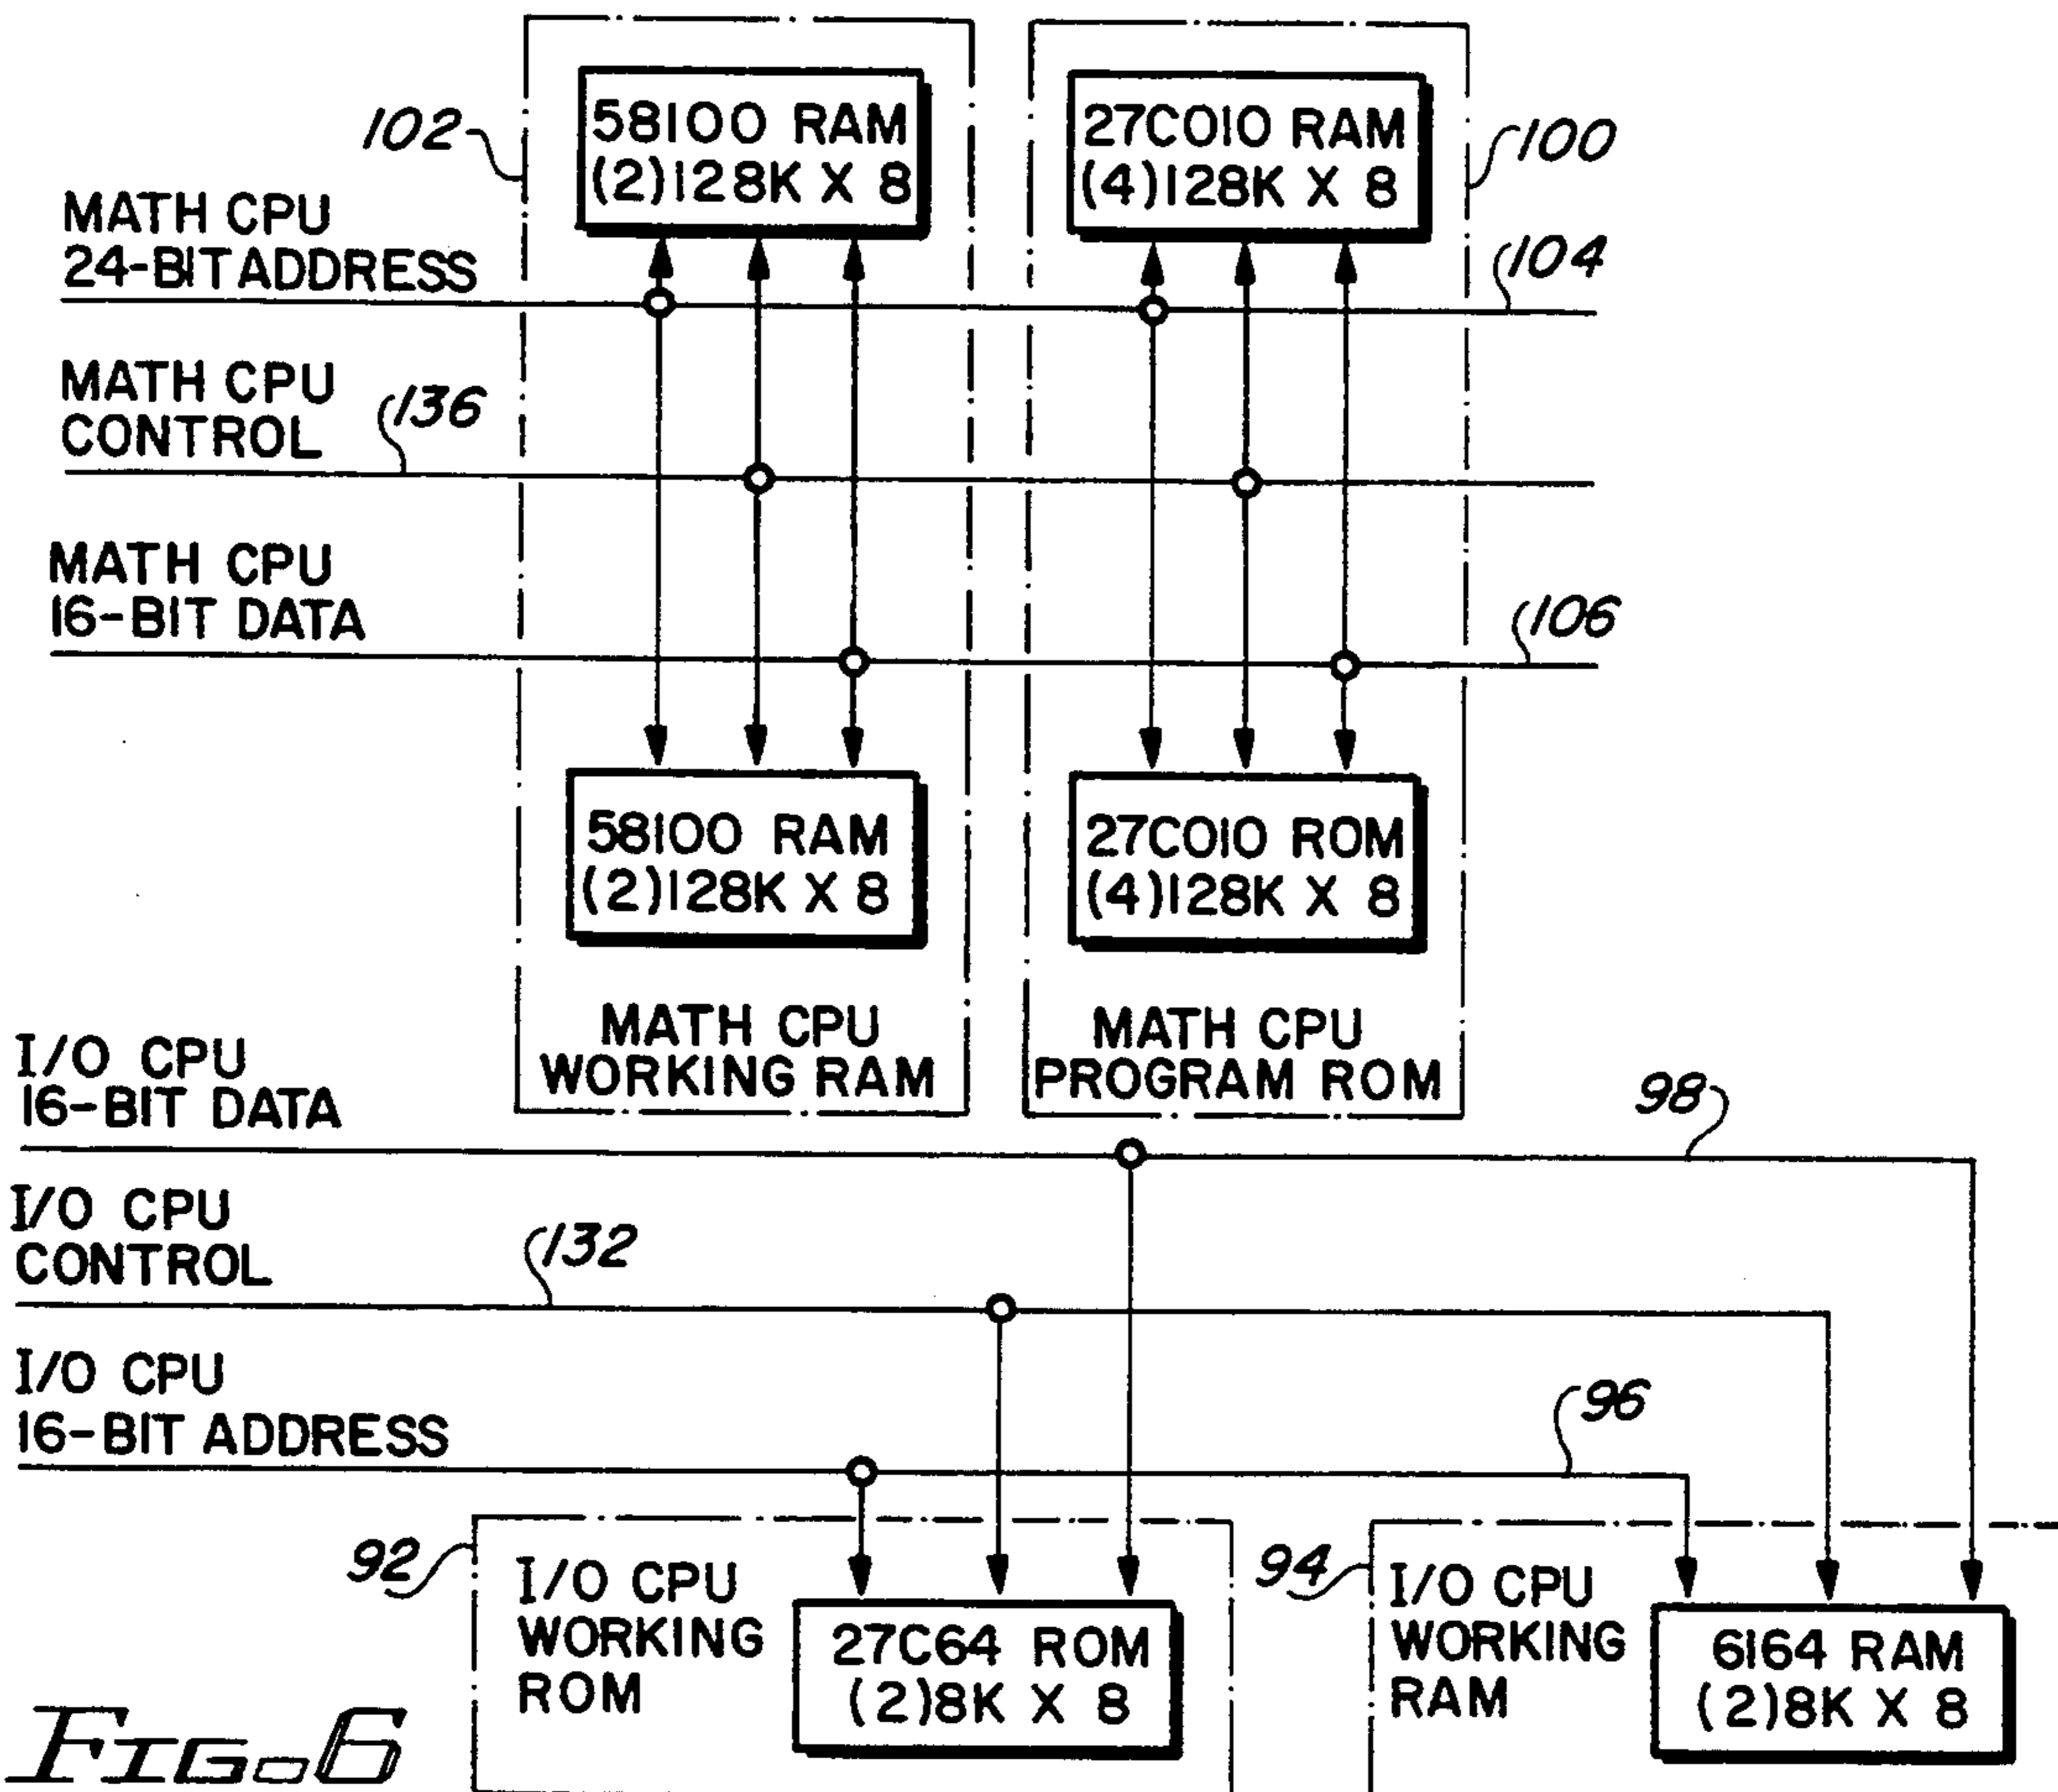 58100 RAM
(2)128K X 8
27C010 RAM
(4)128K X 8
102
100
MATH CPU
24-BIT ADDRESS
104
MATH CPU
CONTROL
136
MATH CPU
16-BIT DATA
106
58100 RAM
(2)128K X 8
27C010 ROM
(4)128K X 8
MATH CPU
WORKING RAM
MATH CPU
PROGRAM ROM
I/O CPU
16-BIT DATA
98
I/O CPU
CONTROL
132
I/O CPU
16-BIT ADDRESS
96
92
I/O CPU
WORKING
ROM
27C64 ROM
(2)8K X 8
94
I/O CPU
WORKING
RAM
6164 RAM
(2)8K X 8
FIG. 6